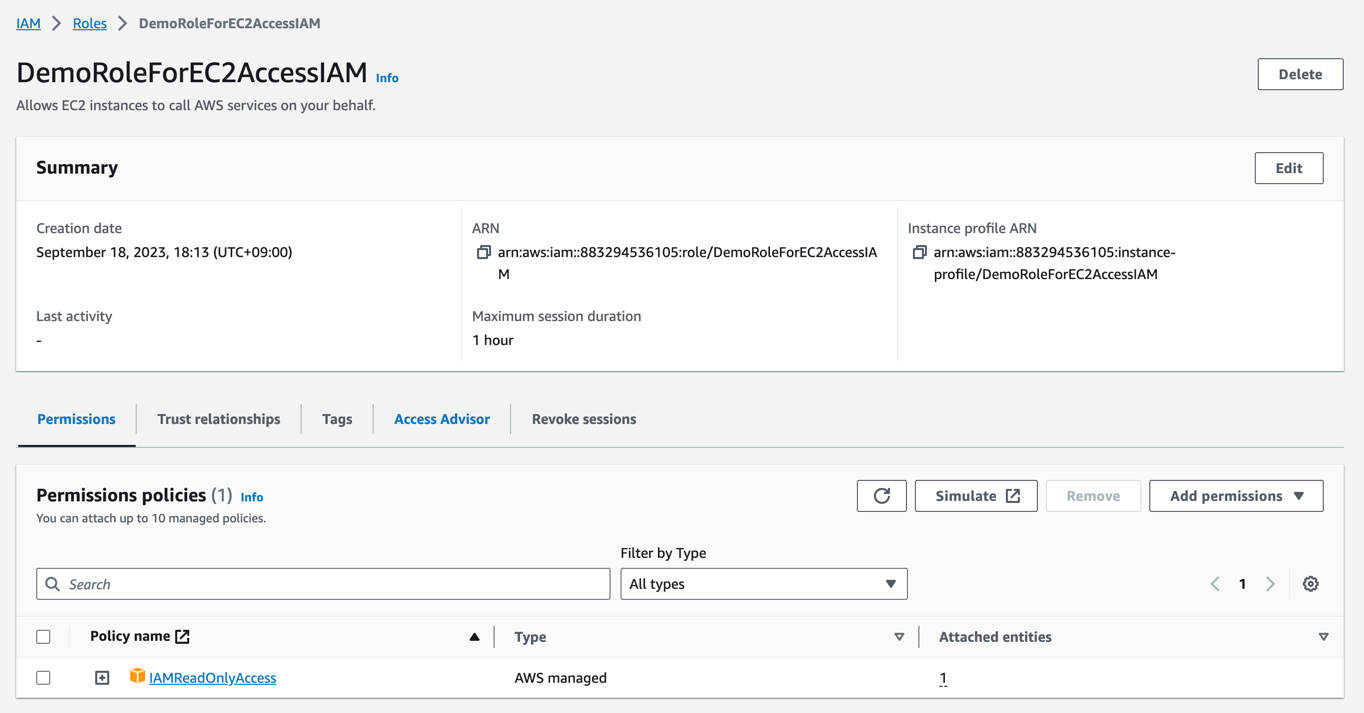 IAM > Roles > DemoRoleForEC2AccessIAM
DemoRoleForEC2AccessIAM Info
Delete
Allows EC2 instances to call AWS services on your behalf.
Summary
Edit
Creation date
September 18, 2023, 18:13 (UTC+09:00)
ARN
arn:aws:iam::883294536105:role/DemoRoleForEC2AccessIA
M
Instance profile ARN
arn:aws:iam::883294536105:instance-
profile/DemoRoleForEC2AccessIAM
Last activity
-
Maximum session duration
1 hour
Permissions Trust relationships Tags Access Advisor Revoke sessions
Permissions policies (1) Info
You can attach up to 10 managed policies.
Simulate Remove Add permissions
Filter by Type
Search All types 1
Policy name Type Attached entities
IAMReadOnlyAccess AWS managed 1